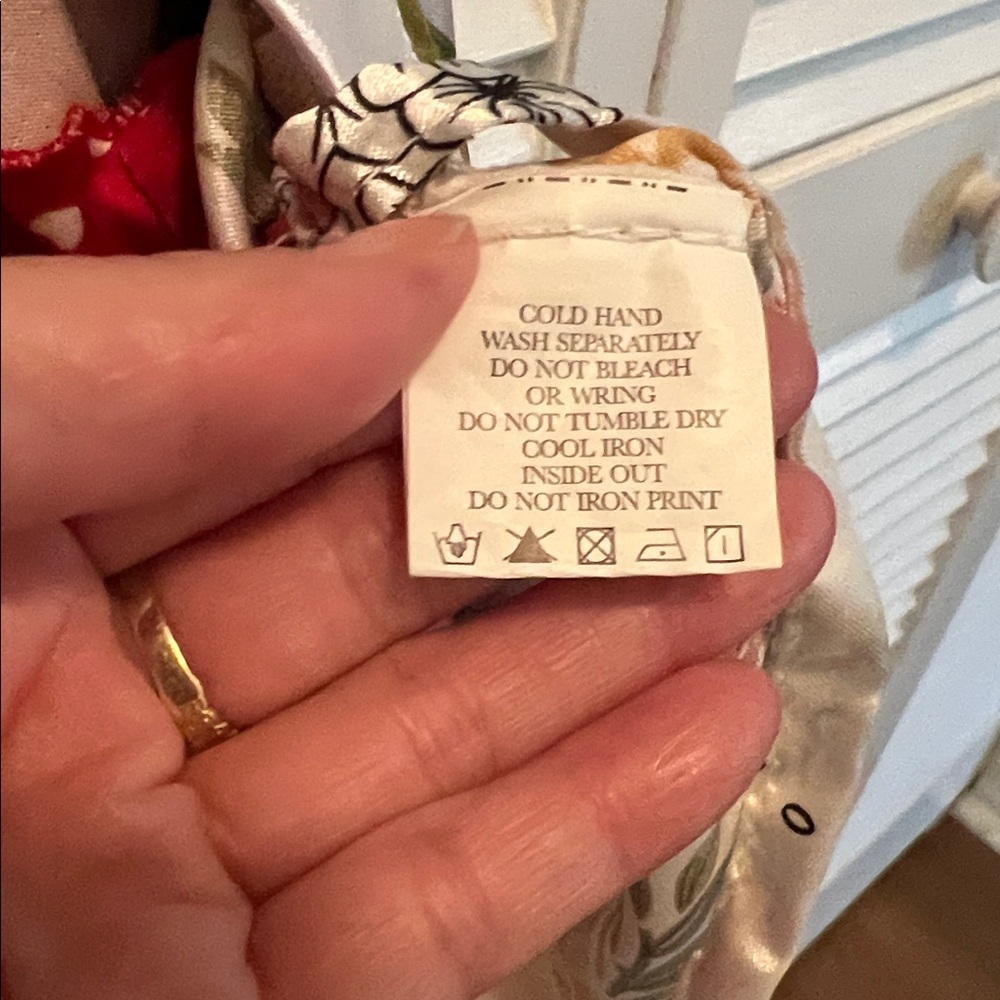 COLD HAND
WASH SEPARATELY
DO NOT BLEACH
OR WRING
DO NOT TUMBLE DRY
COOL IRON
INSIDE OUT
DO NOT IRON PRINT